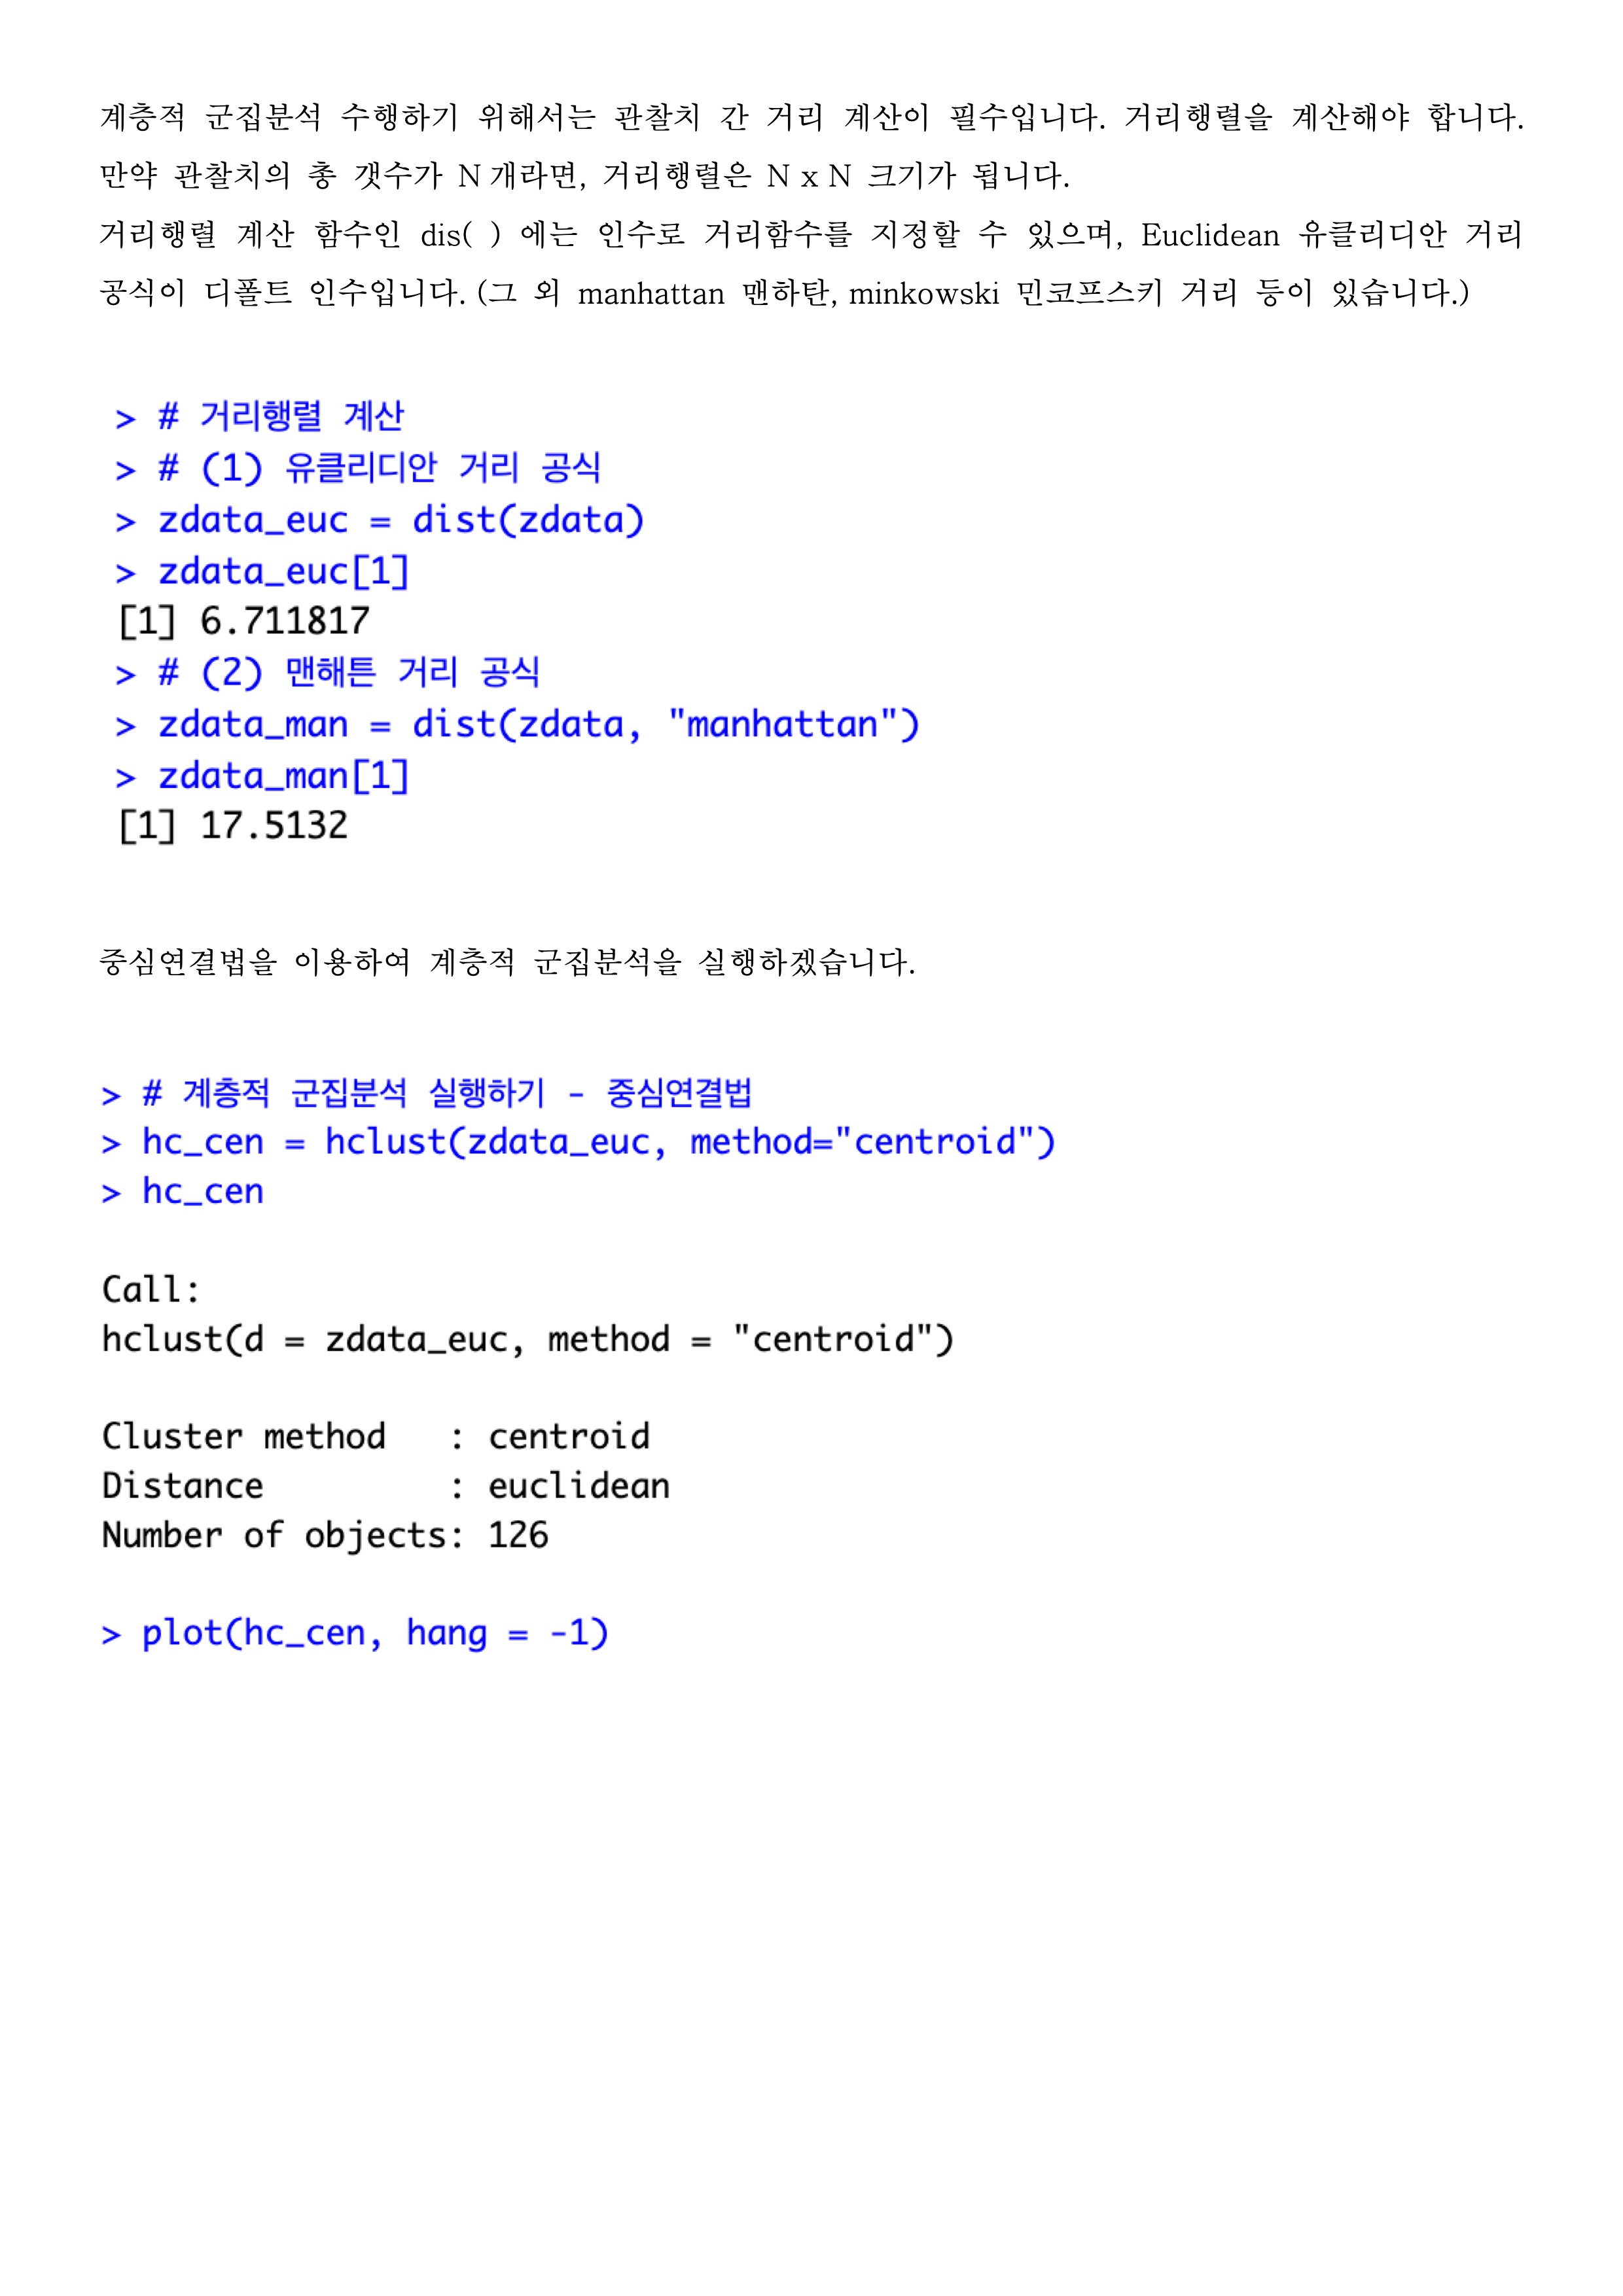 계층적 군집분석 수행하기 위해서는 관찰치 간 거리 계산이 필수입니다. 거리행렬을 계산해야 합니다.
만약 관찰치의 총 갯수가 N개라면, 거리행렬은 N x N 크기가 됩니다.
거리행렬 계산 함수인 dis( ) 에는 인수로 거리함수를 지정할 수 있으며, Euclidean 유클리디안 거리
공식이 디폴트 인수입니다. (그 외 manhattan 맨하탄, minkowski 민코프스키 거리 등이 있습니다.)
> # 거리행렬 계산
> # (1) 유클리디안 거리 공식
> zdata_euc = dist(zdata)
> zdata_euc[1]
[1] 6.711817
> # (2) 맨해튼 거리 공식
> zdata_man = dist(zdata, "manhattan")
> zdata_man[1]
[1] 17.5132
중심연결법을 이용하여 계층적 군집분석을 실행하겠습니다.
> # 계층적 군집분석 실행하기 - 중심연결법
> hc_cen = hclust(zdata_euc, method="centroid")
> hc_cen
Call:
hclust(d = zdata_euc, method = "centroid")
Cluster method   : centroid
Distance         : euclidean
Number of objects: 126
> plot(hc_cen, hang = -1)